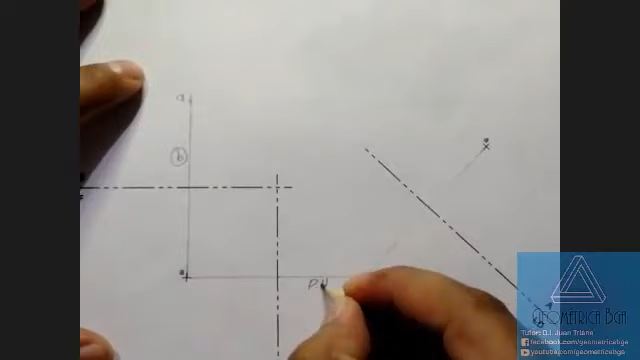 a
b
a
a
GEOMETRICA BGA
Tutor: D.I. Juan Triana
facebook.com/geometricabga
youtube.com/geometricabga